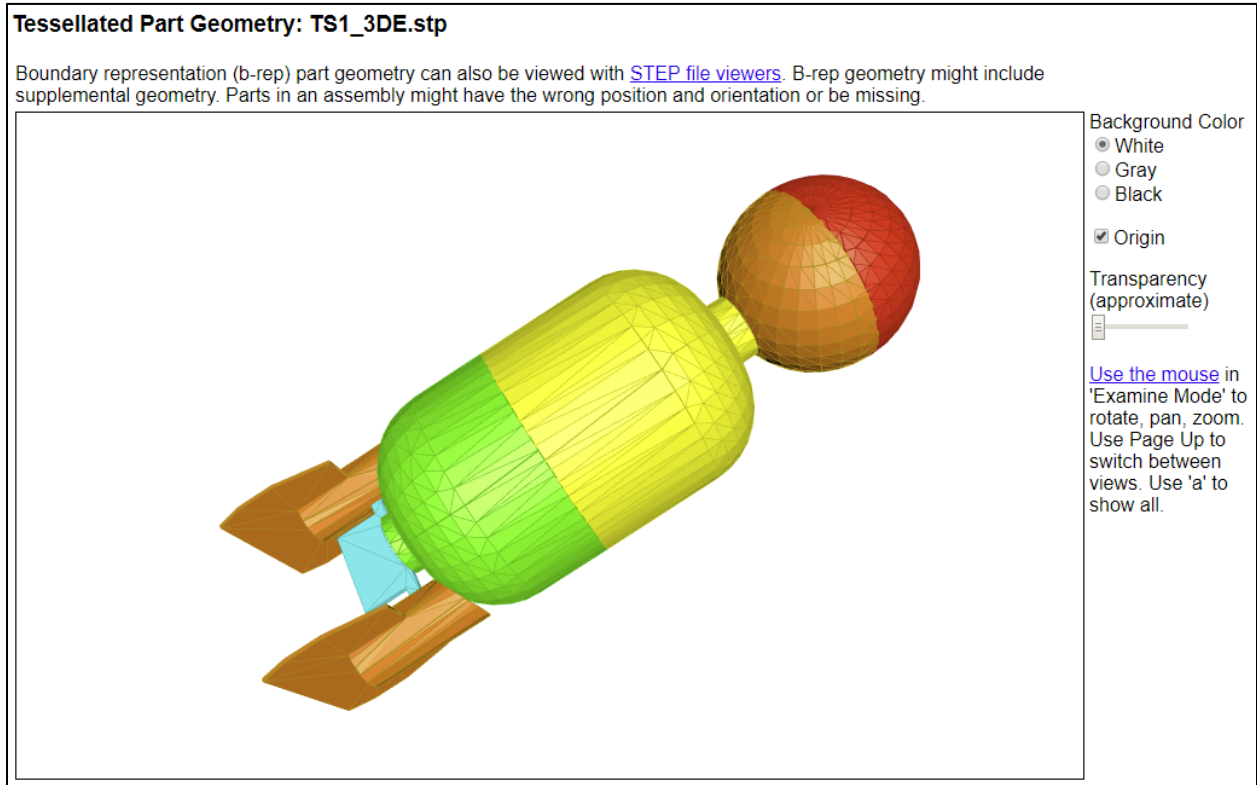 Tessellated Part Geometry: TS1_3DE.stp
Boundary representation (b-rep) part geometry can also be viewed with STEP file viewers. B-rep geometry might include
supplemental geometry. Parts in an assembly might have the wrong position and orientation or be missing.
Background Color
White
Gray
Black
Origin
Transparency
(approximate)
Use the mouse in
'Examine Mode' to
rotate, pan, zoom.
Use Page Up to
switch between
views. Use 'a' to
show all.